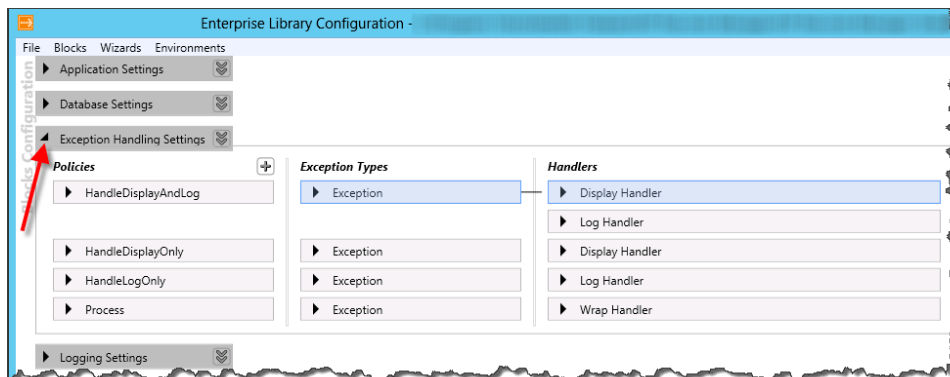 Enterprise Library Configuration -
File Blocks Wizards Environments
Blocks Configuration
Application Settings
Database Settings
Exception Handling Settings
Policies Exception Types Handlers
HandleDisplayAndLog Exception Display Handler
Log Handler
HandleDisplayOnly Exception Display Handler
HandleLogOnly Exception Log Handler
Process Exception Wrap Handler
Logging Settings